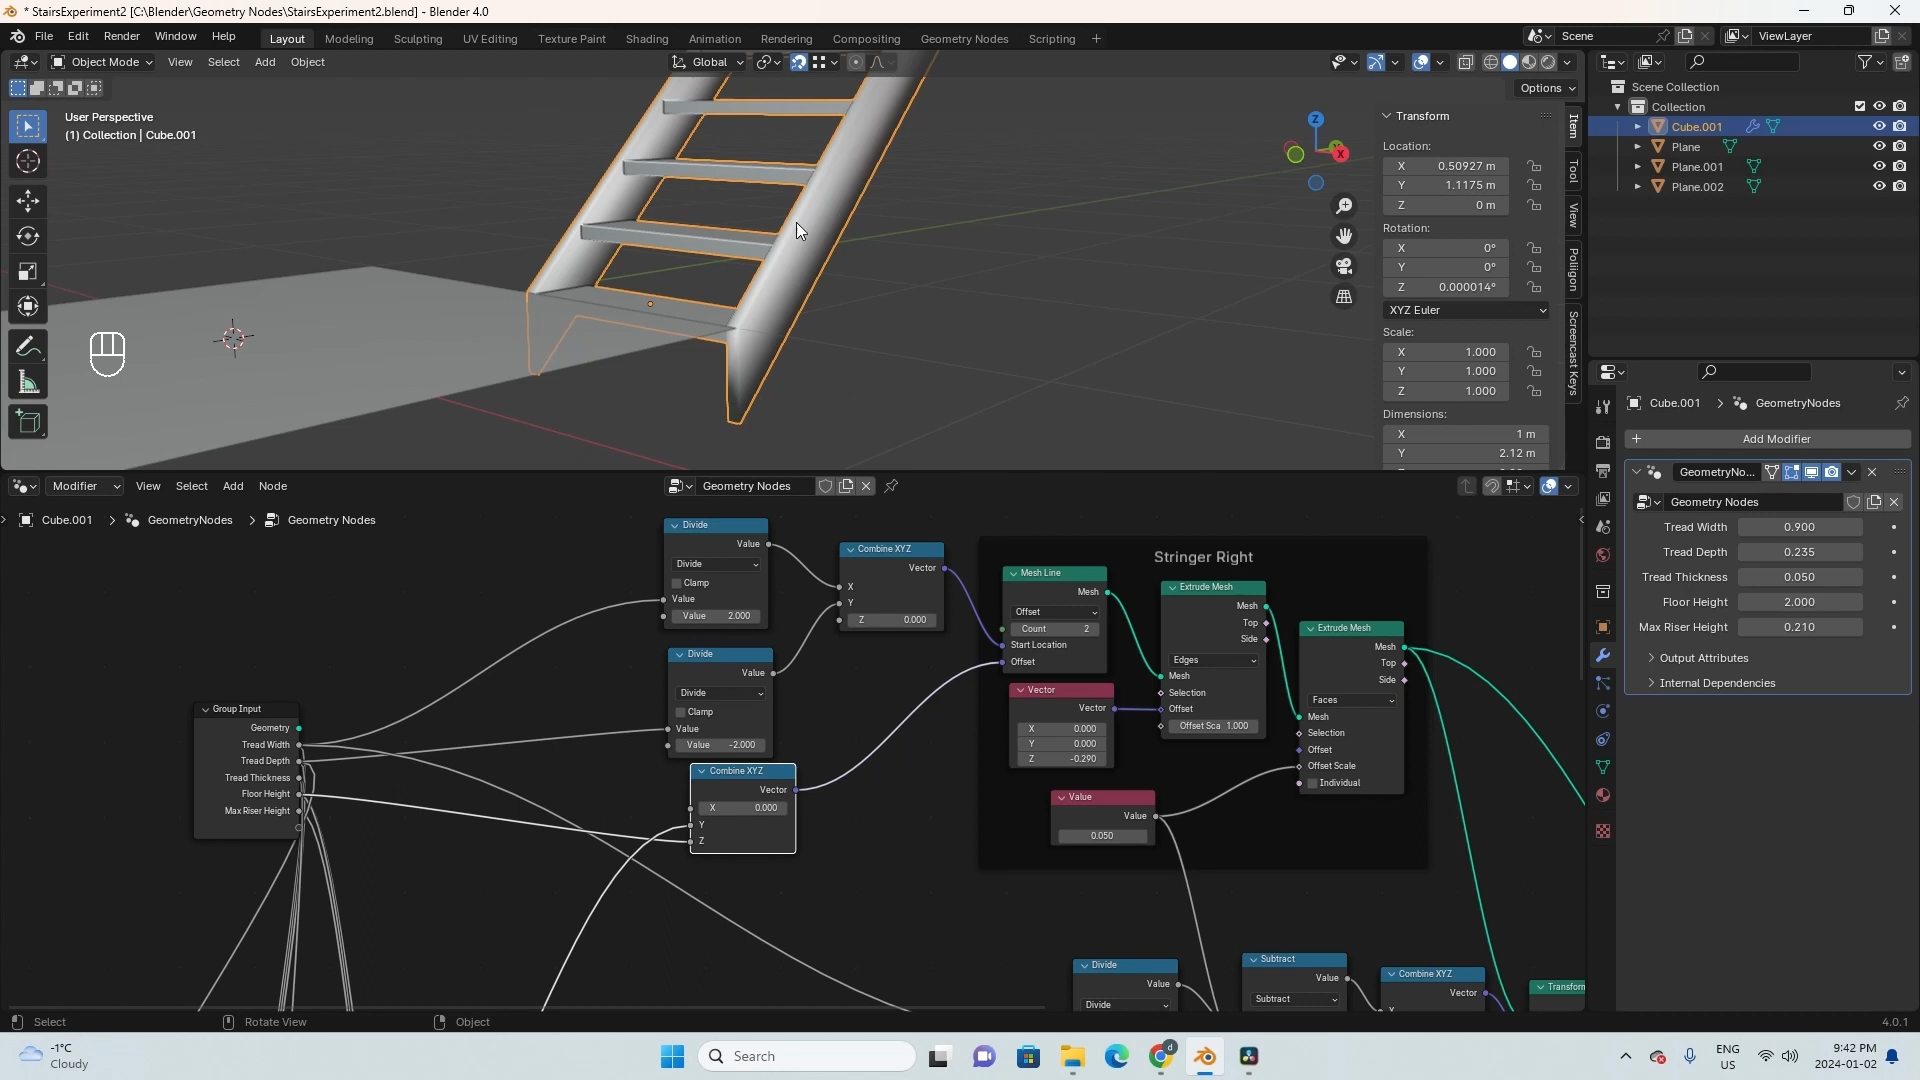 * StairsExperiment2 [C:\Blender\Geometry Nodes\StairsExperiment2.blend] - Blender 4.0
File Edit Render Window Help
Layout Modeling Sculpting UV Editing Texture Paint Shading Animation Rendering Compositing Geometry Nodes Scripting +
Scene
ViewLayer
Object Mode View Select Add Object
Global
Options
User Perspective
(1) Collection | Cube.001
Z
X
Transform
Location:
X 0.50927 m
Y 1.1175 m
Z 0 m
Rotation:
X 0°
Y 0°
Z 0.000014°
XYZ Euler
Scale:
X 1.000
Y 1.000
Z 1.000
Dimensions:
X 1 m
Y 2.12 m
Item
Tool
View
Poliigon
Screencast Keys
Scene Collection
Collection
Cube.001
Plane
Plane.001
Plane.002
Cube.001 > GeometryNodes
+ Add Modifier
GeometryNo...
Geometry Nodes
Tread Width 0.900
Tread Depth 0.235
Tread Thickness 0.050
Floor Height 2.000
Max Riser Height 0.210
Output Attributes
Internal Dependencies
Modifier View Select Add Node
Geometry Nodes
Cube.001 > GeometryNodes > Geometry Nodes
Group Input
Geometry
Tread Width
Tread Depth
Tread Thickness
Floor Height
Max Riser Height
Divide
Value
Divide
Clamp
Value
Value 2.000
Divide
Value
Divide
Clamp
Value
Value -2.000
Combine XYZ
Vector
X 0.000
Y
Z
Combine XYZ
Vector
X
Y
Z 0.000
Stringer Right
Mesh Line
Mesh
Offset
Count 2
Start Location
Offset
Vector
Vector
X 0.000
Y 0.000
Z -0.290
Value
Value
0.050
Extrude Mesh
Mesh
Top
Side
Edges
Mesh
Selection
Offset
Offset Sca 1.000
Extrude Mesh
Mesh
Top
Side
Faces
Mesh
Selection
Offset
Offset Scale
Individual
Divide
Value
Divide
Subtract
Value
Subtract
Combine XYZ
Vector
Transform
Select Rotate View Object
4.0.1
-1°C
Cloudy
Search
ENG
US
9:42 PM
2024-01-02